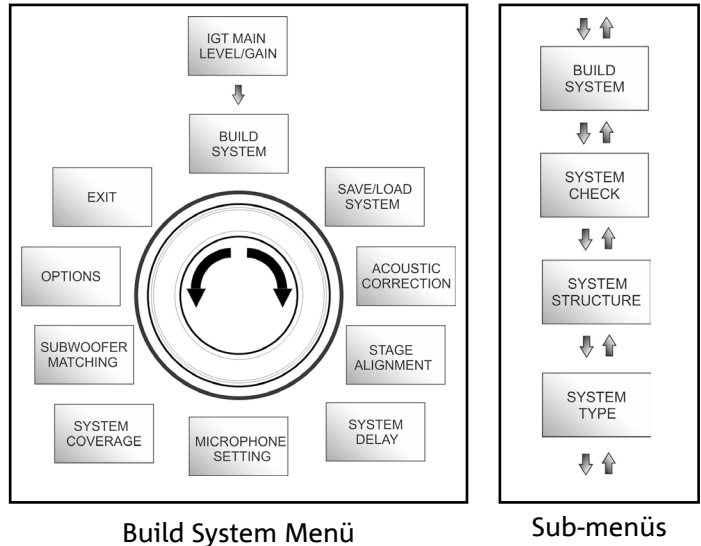 IGT MAIN
LEVEL/GAIN
BUILD
SYSTEM
EXIT
SAVE/LOAD
SYSTEM
OPTIONS
ACOUSTIC
CORRECTION
SUBWOOFER
MATCHING
STAGE
ALIGNMENT
SYSTEM
COVERAGE
MICROPHONE
SETTING
SYSTEM
DELAY
Build System Menü
BUILD
SYSTEM
SYSTEM
CHECK
SYSTEM
STRUCTURE
SYSTEM
TYPE
Sub-menüs